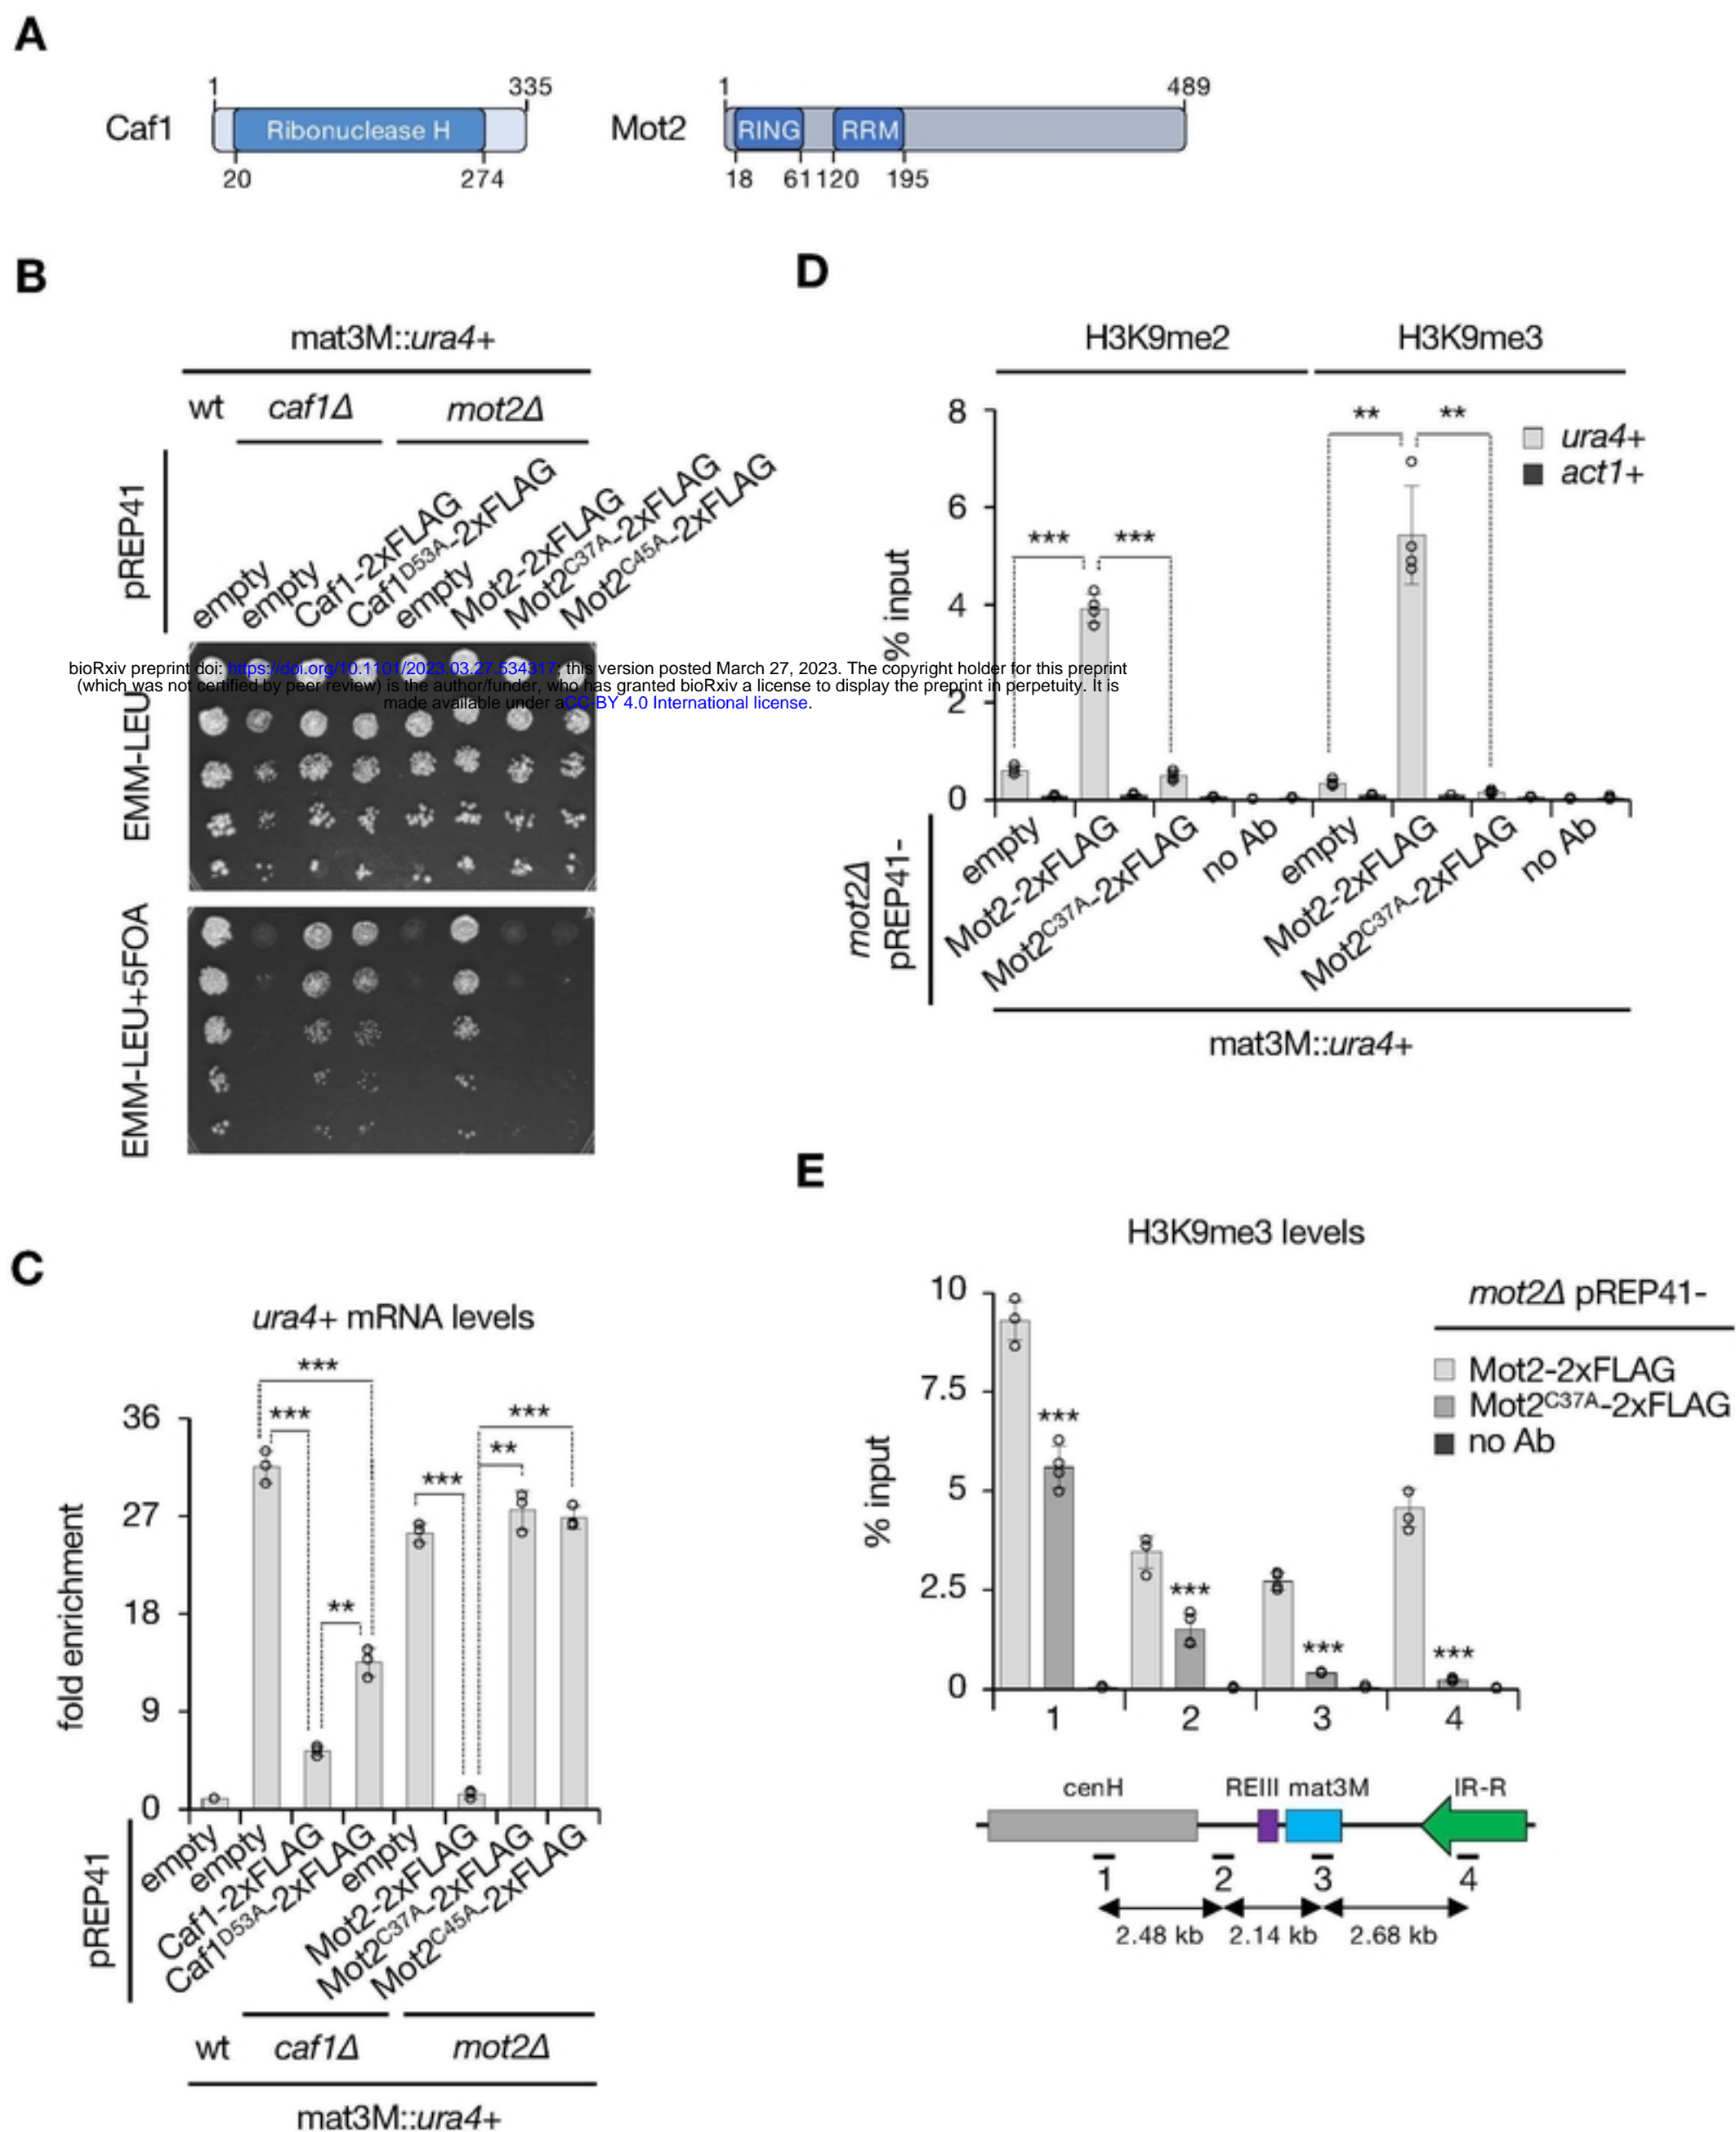 A
1 335
Caf1 Ribonuclease H
20 274
1 489
Mot2 RING RRM
18 61 120 195
B
mat3M::ura4+
wt caf1Δ mot2Δ
pREP41
empty
empty
Caf1-2xFLAG
Caf1D53A-2xFLAG
empty
Mot2-2xFLAG
Mot2C37A-2xFLAG
Mot2C45A-2xFLAG
EMM-LEU
EMM-LEU+5FOA
bioRxiv preprint doi: https://doi.org/10.1101/2023.03.27.534317; this version posted March 27, 2023. The copyright holder for this preprint
(which was not certified by peer review) is the author/funder, who has granted bioRxiv a license to display the preprint in perpetuity. It is
made available under aCC-BY 4.0 International license.
C
ura4+ mRNA levels
fold enrichment
36
27
18
9
0
***
***
**
***
**
***
pREP41
empty
empty
Caf1-2xFLAG
Caf1D53A-2xFLAG
empty
Mot2-2xFLAG
Mot2C37A-2xFLAG
Mot2C45A-2xFLAG
wt caf1Δ mot2Δ
mat3M::ura4+
D
H3K9me2 H3K9me3
% input
8
6
4
2
0
*** ***
** **
ura4+
act1+
mot2Δ
pREP41-
empty
Mot2-2xFLAG
Mot2C37A-2xFLAG
no Ab
empty
Mot2-2xFLAG
Mot2C37A-2xFLAG
no Ab
mat3M::ura4+
E
H3K9me3 levels
% input
10
7.5
5
2.5
0
***
***
***
***
mot2Δ pREP41-
Mot2-2xFLAG
Mot2C37A-2xFLAG
no Ab
1 2 3 4
cenH REIII mat3M IR-R
1 2 3 4
2.48 kb 2.14 kb 2.68 kb